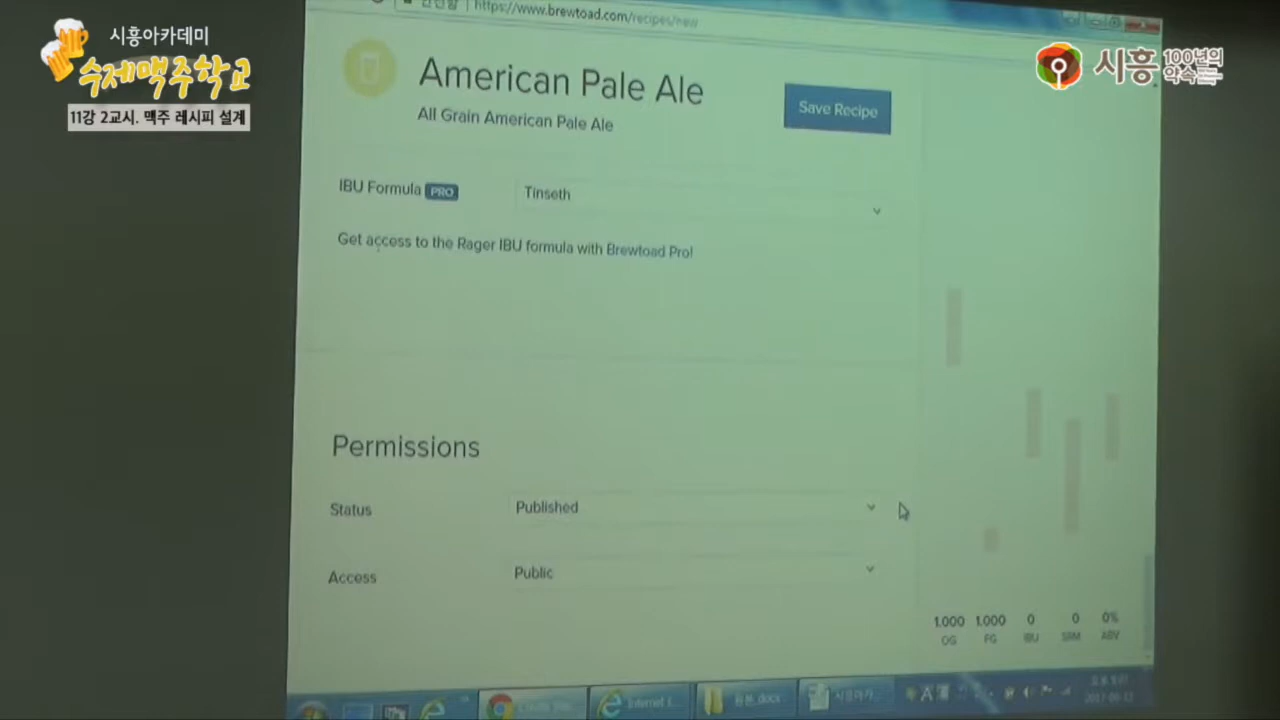 시흥아카데미
수제맥주학교
11강 2교시. 맥주 레시피 설계
시흥 100년의 약속
https://www.brewtoad.com/recipes/new
American Pale Ale
All Grain American Pale Ale
Save Recipe
IBU Formula PRO
Tinseth
Get access to the Rager IBU formula with Brewtoad Pro!
Permissions
Status
Published
Access
Public
1.000 1.000 0 0 0%
OG FG IBU SRM ABV
Internet